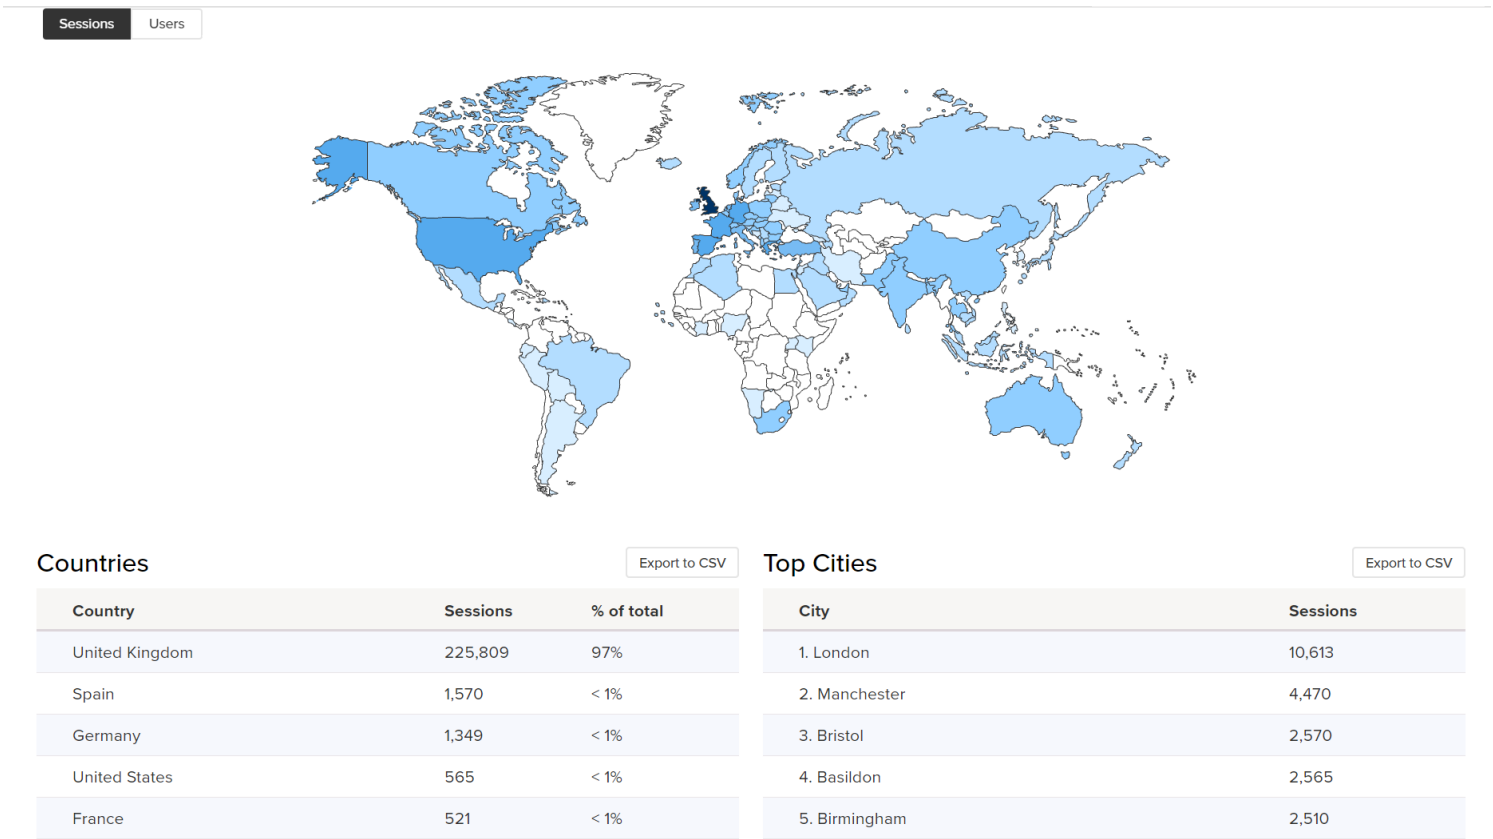 Sessions Users
Countries
Export to CSV
Country Sessions % of total
United Kingdom 225,809 97%
Spain 1,570 < 1%
Germany 1,349 < 1%
United States 565 < 1%
France 521 < 1%
Top Cities
Export to CSV
City Sessions
1. London 10,613
2. Manchester 4,470
3. Bristol 2,570
4. Basildon 2,565
5. Birmingham 2,510